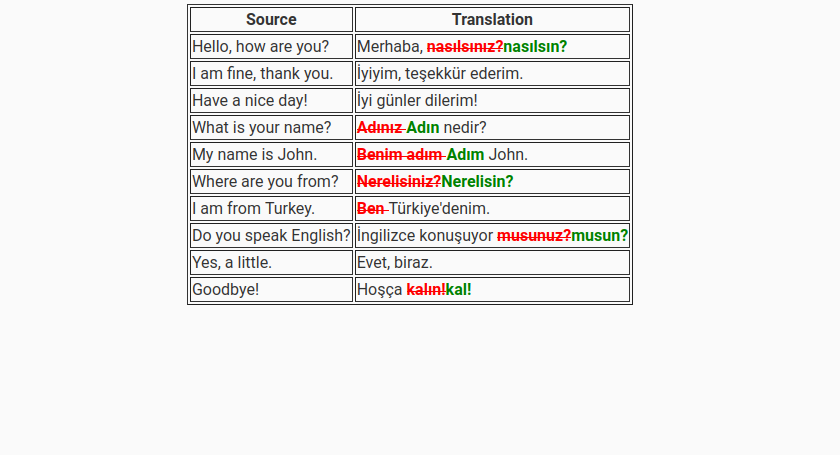 Source Translation
Hello, how are you? Merhaba, nasılsınız?nasılsın?
I am fine, thank you. İyiyim, teşekkür ederim.
Have a nice day! İyi günler dilerim!
What is your name? Adınız Adın nedir?
My name is John. Benim adım Adım John.
Where are you from? Nerelisiniz?Nerelisin?
I am from Turkey. Ben Türkiye'denim.
Do you speak English? İngilizce konuşuyor musunuz?musun?
Yes, a little. Evet, biraz.
Goodbye! Hoşça kalın!kal!